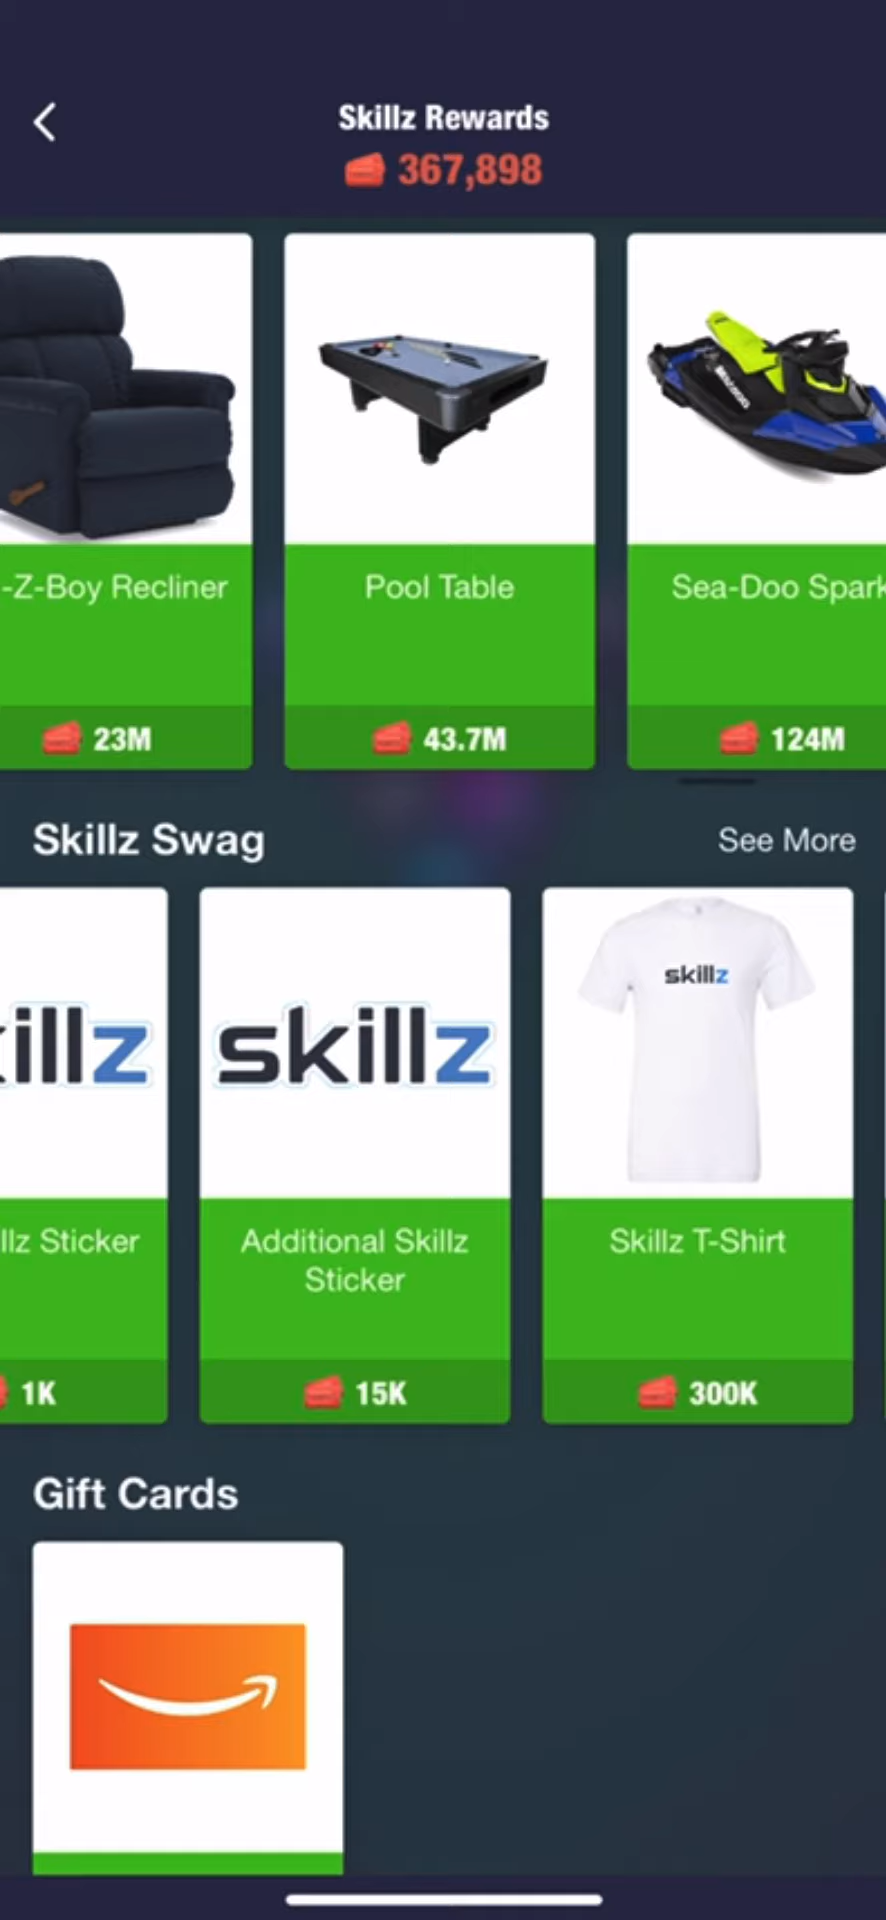 Skillz Rewards
367,898
-Z-Boy Recliner
23M
Pool Table
43.7M
Sea-Doo Spark
124M
Skillz Swag
See More
illz
llz Sticker
1K
skillz
Additional Skillz
Sticker
15K
skillz
Skillz T-Shirt
300K
Gift Cards